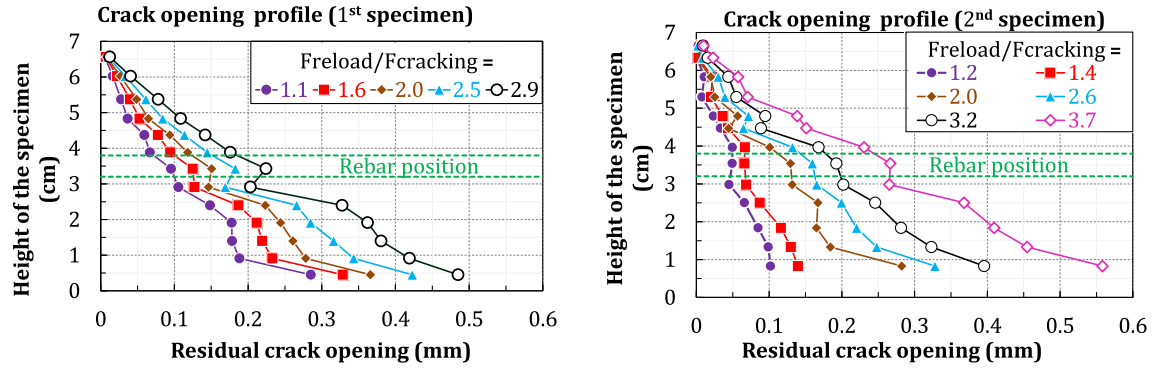 Crack opening profile (1st specimen)
Freload/Fcracking =
1.1 1.6 2.0 2.5 2.9
Rebar position
7
6
5
4
3
2
1
0
Height of the specimen
(cm)
0 0.1 0.2 0.3 0.4 0.5 0.6
Residual crack opening (mm)
Crack opening profile (2nd specimen)
Freload/Fcracking =
1.2 1.4
2.0 2.6
3.2 3.7
Rebar position
7
6
5
4
3
2
1
0
Height of the specimen
(cm)
0 0.1 0.2 0.3 0.4 0.5 0.6
Residual crack opening (mm)